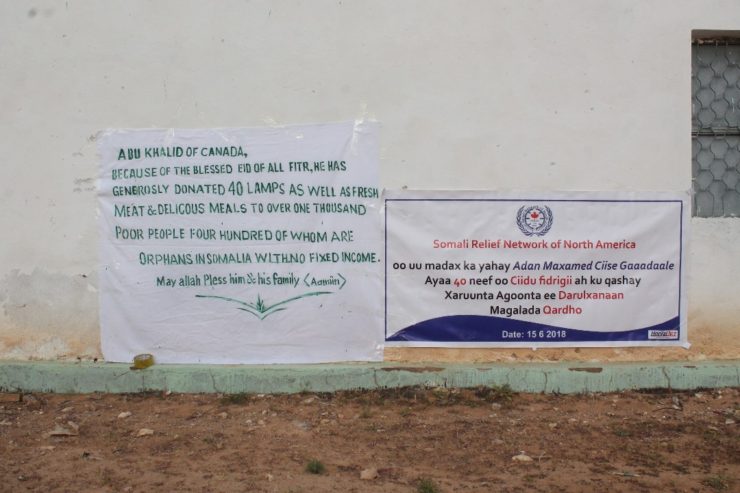 ABU KHALID OF CANADA,
BECAUSE OF THE BLESSED EID OF ALL FITR, HE HAS
GENEROSLY DONATED 40 LAMPS AS WELL AS FRESH
MEAT & DELICOUS MEALS TO OVER ONE THOUSAND
POOR PEOPLE FOUR HUNDRED OF WHOM ARE
ORPHANS IN SOMALIA WITH NO FIXED INCOME.
May allah Pless him & his family <Aamiin>
Somali Relief Network of North America
oo uu madax ka yahay Adan Maxamed Ciise Gaaadaale
Ayaa 40 neef oo Ciidu fidrigii ah ku qashay
Xaruunta Agoonta ee Darulxanaan
Magalada Qardho
Date: 15 6 2018